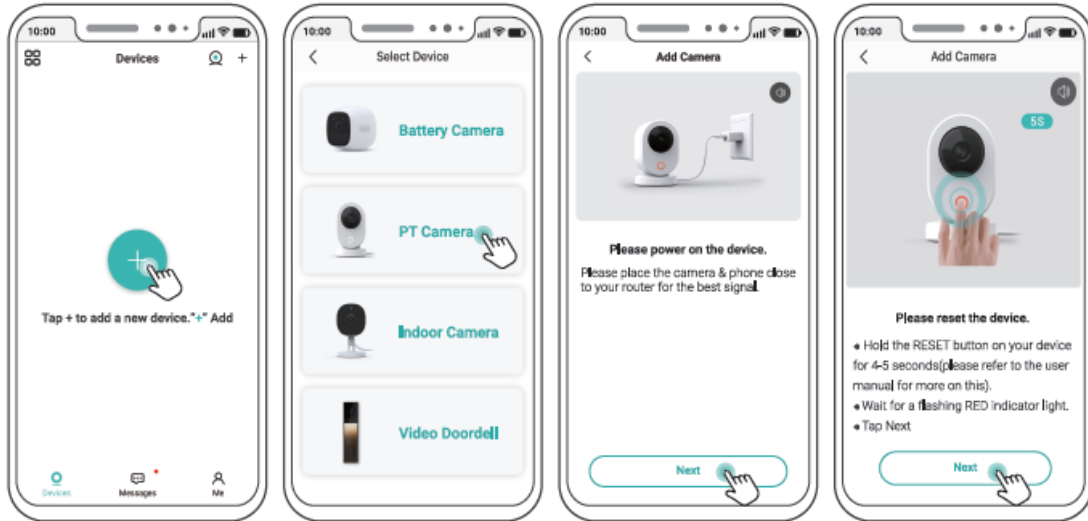 10:00
Devices
+
Tap + to add a new device."+" Add
Devices
Messages
Me
10:00
Select Device
Battery Camera
PT Camera
Indoor Camera
Video Doordell
10:00
Add Camera
Please power on the device.
Please place the camera & phone close
to your router for the best signal.
Next
10:00
Add Camera
5S
Please reset the device.
• Hold the RESET button on your device
for 4-5 seconds(please refer to the user
manual for more on this).
• Wait for a flashing RED indicator light.
• Tap Next
Next